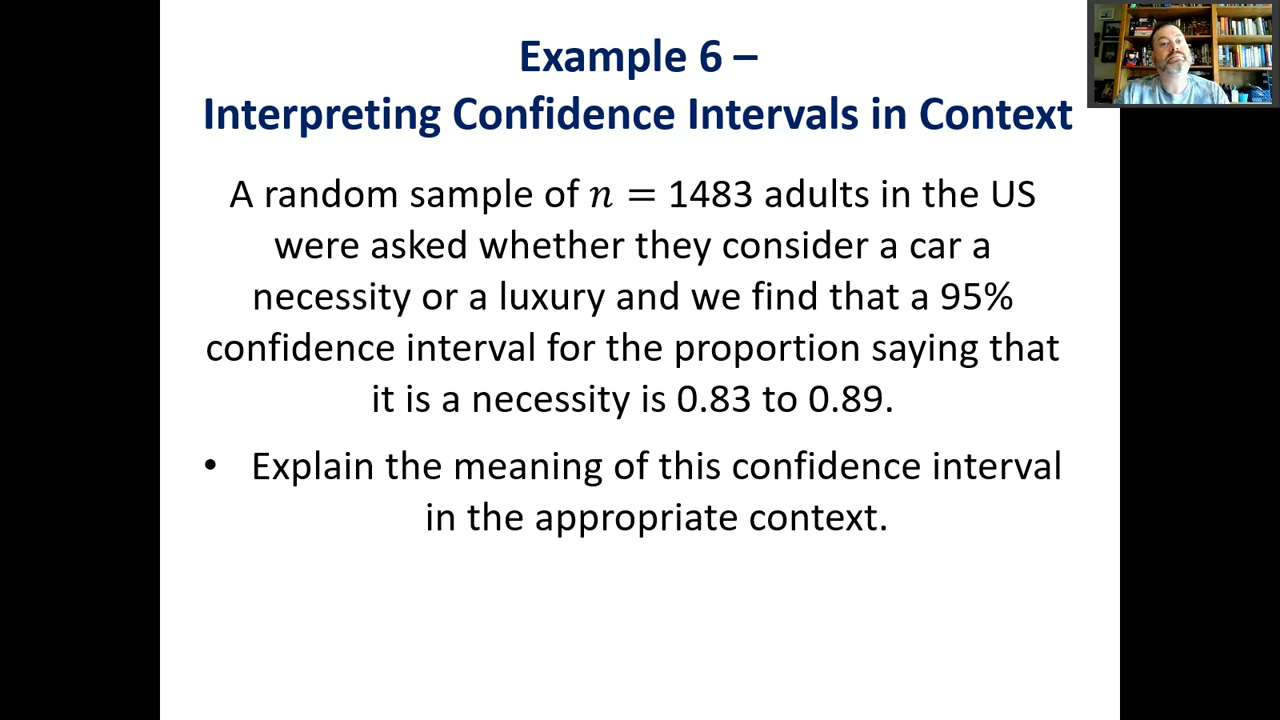 Example 6 –
Interpreting Confidence Intervals in Context
A random sample of n = 1483 adults in the US
were asked whether they consider a car a
necessity or a luxury and we find that a 95%
confidence interval for the proportion saying that
it is a necessity is 0.83 to 0.89.
• Explain the meaning of this confidence interval
in the appropriate context.